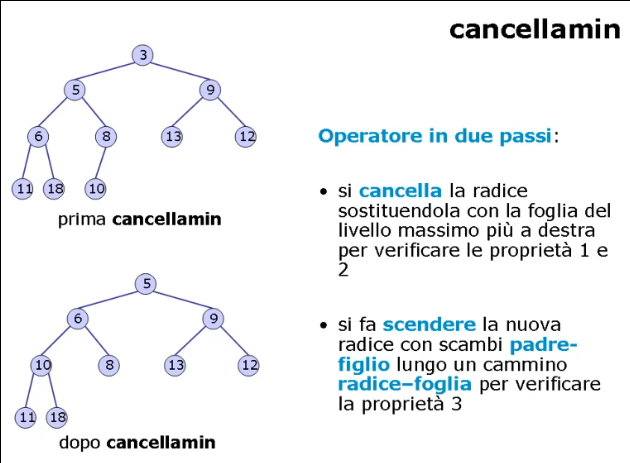 cancellamin
3
5 9
6 8 13 12
11 18 10
prima cancellamin
5
6 9
10 8 13 12
11 18
dopo cancellamin
Operatore in due passi:
• si cancella la radice
sostituendola con la foglia del
livello massimo più a destra
per verificare le proprietà 1 e
2
• si fa scendere la nuova
radice con scambi padre-
figlio lungo un cammino
radice–foglia per verificare
la proprietà 3